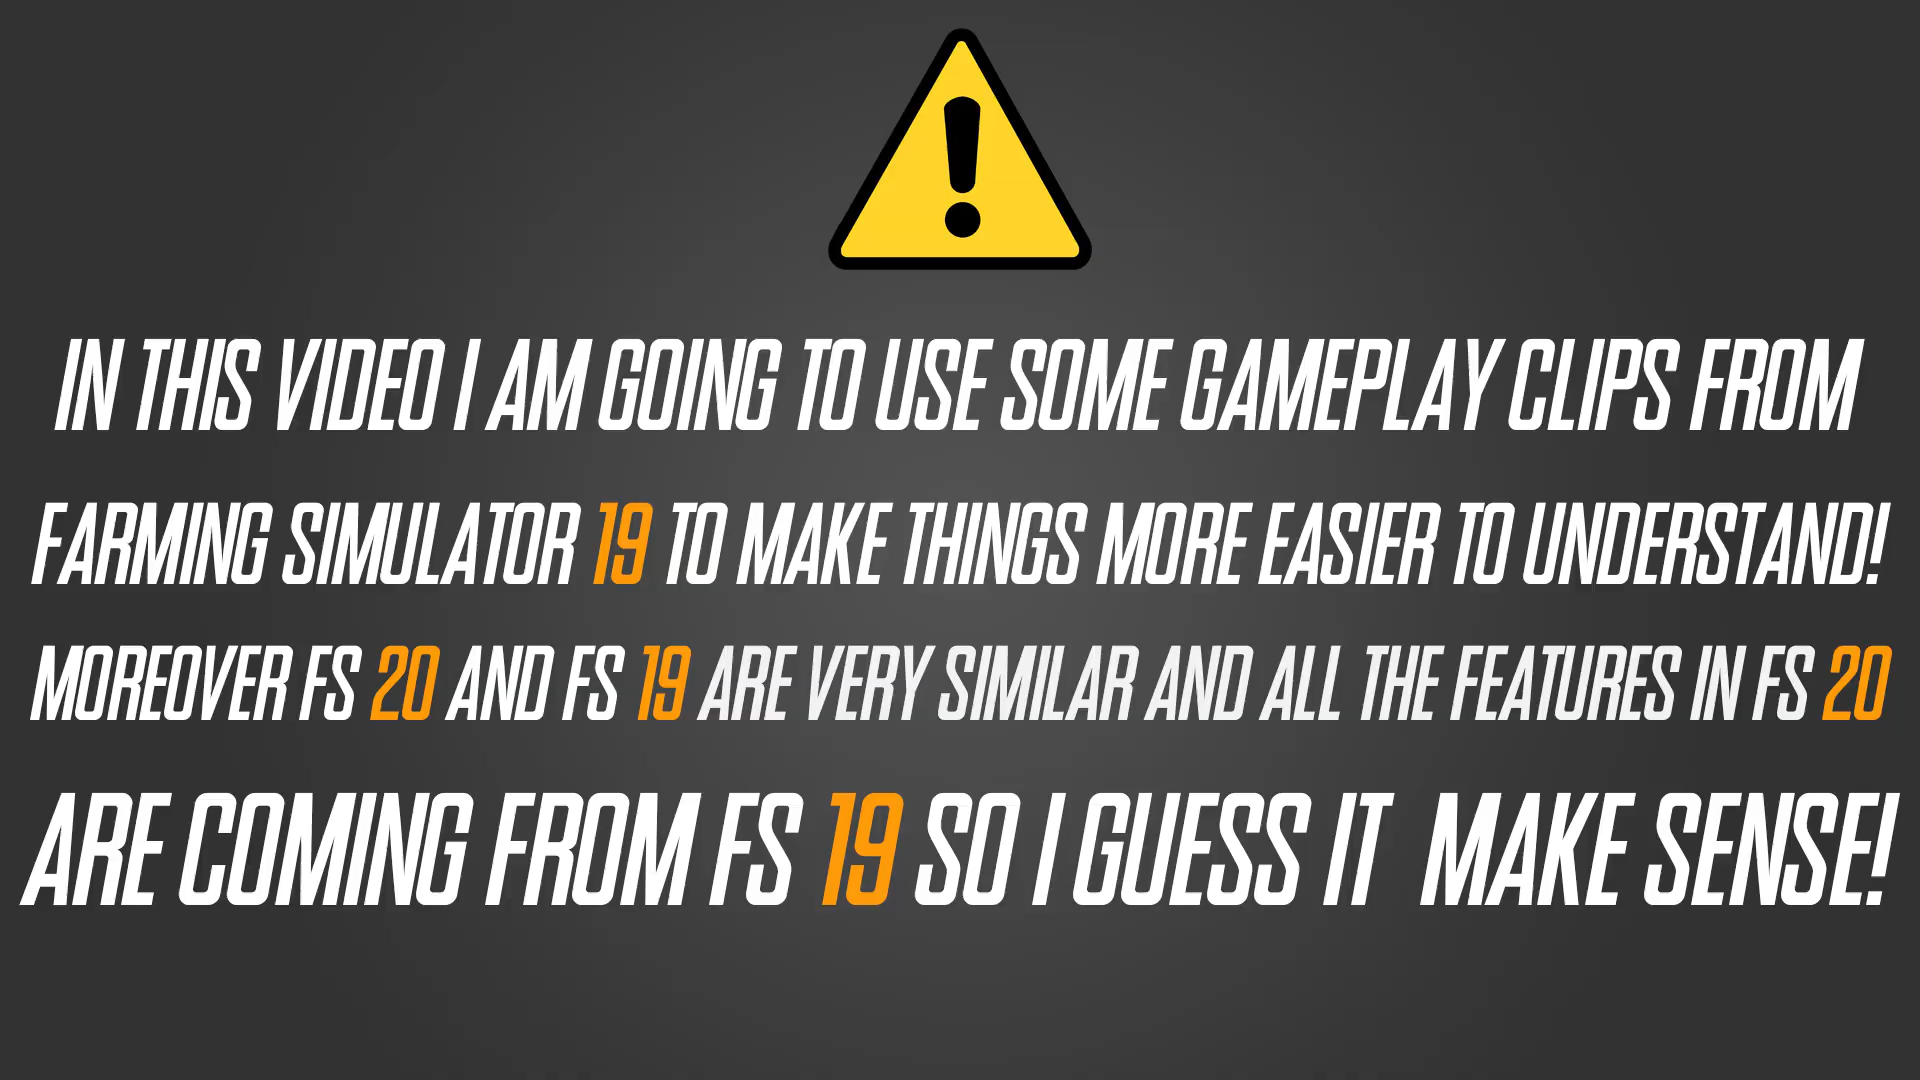 IN THIS VIDEO I AM GOING TO USE SOME GAMEPLAY CLIPS FROM
FARMING SIMULATOR 19 TO MAKE THINGS MORE EASIER TO UNDERSTAND!
MOREOVER FS 20 AND FS 19 ARE VERY SIMILAR AND ALL THE FEATURES IN FS 20
ARE COMING FROM FS 19 SO I GUESS IT MAKE SENSE!